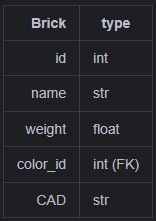 Brick type
id int
name str
weight float
color_id int (FK)
CAD str